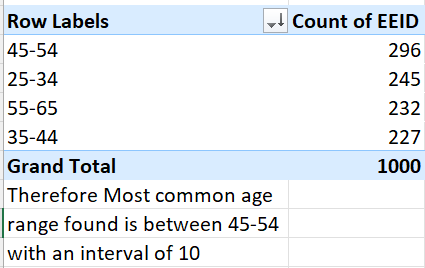 Row Labels Count of EEID
45-54 296
25-34 245
55-65 232
35-44 227
Grand Total 1000
Therefore Most common age
range found is between 45-54
with an interval of 10